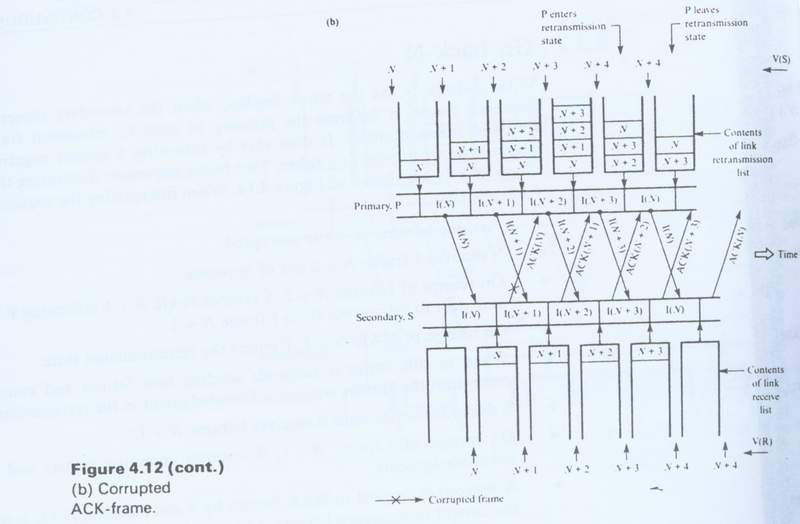 (b)
P enters
retransmission
state
P leaves
retransmission
state
N N + 1 N + 2 N + 3 N + 4 N + 4
V(S)
N + 3
N + 2 N + 2 N
N + 1 N + 1 N + 1 N + 3 N
N N N N N + 2 N + 3
Contents
of link
retransmission
list
Primary. P I(N) I(N + 1) I(N + 2) I(N + 3) I(N)
I(N) I(N + 1) ACK(N) I(N + 2) ACK(N + 1) I(N + 3) ACK(N + 2) I(N) ACK(N + 3) ACK(N)
Time
Secondary. S I(N) I(N + 1) I(N + 2) I(N + 3) I(N)
N N + 1 N + 2 N + 3
Contents
of link
receive
list
V(R)
N N + 1 N + 2 N + 3 N + 4 N + 4
Figure 4.12 (cont.)
(b) Corrupted
ACK-frame.
Corrupted frame